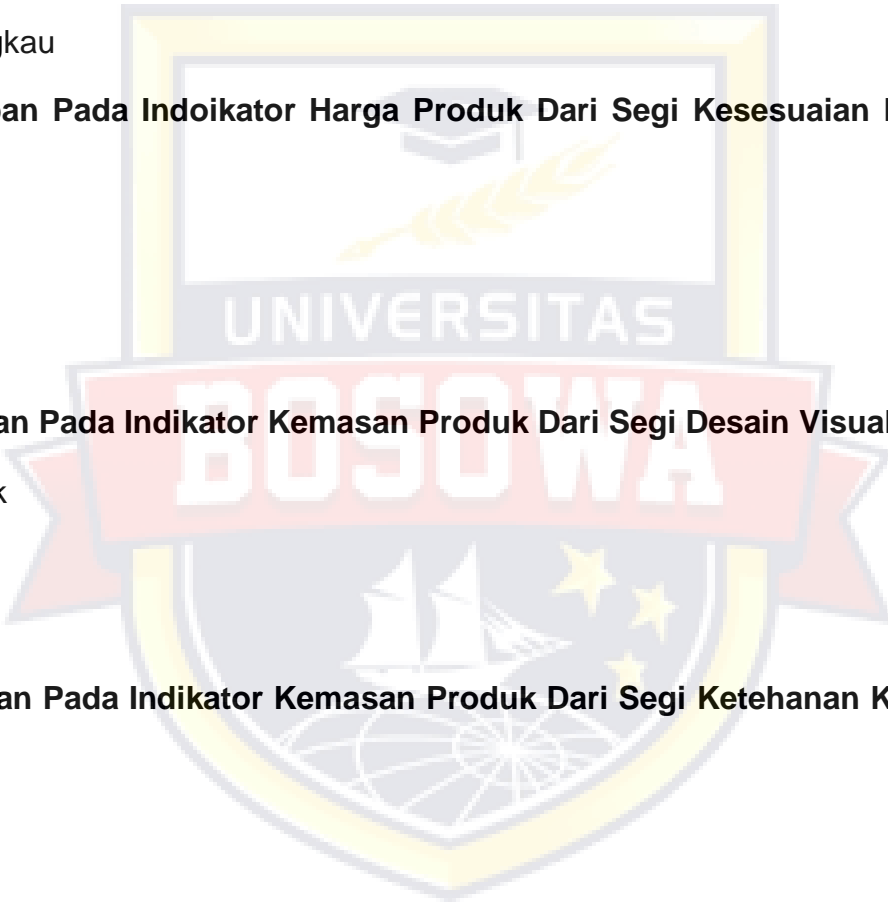 gkau
an Pada Indoikator Harga Produk Dari Segi Kesesuaian
UNIVERSITAS
an Pada Indikator Kemasan Produk Dari Segi Desain Visual
BOSOWA
k
an Pada Indikator Kemasan Produk Dari Segi Ketehanan K